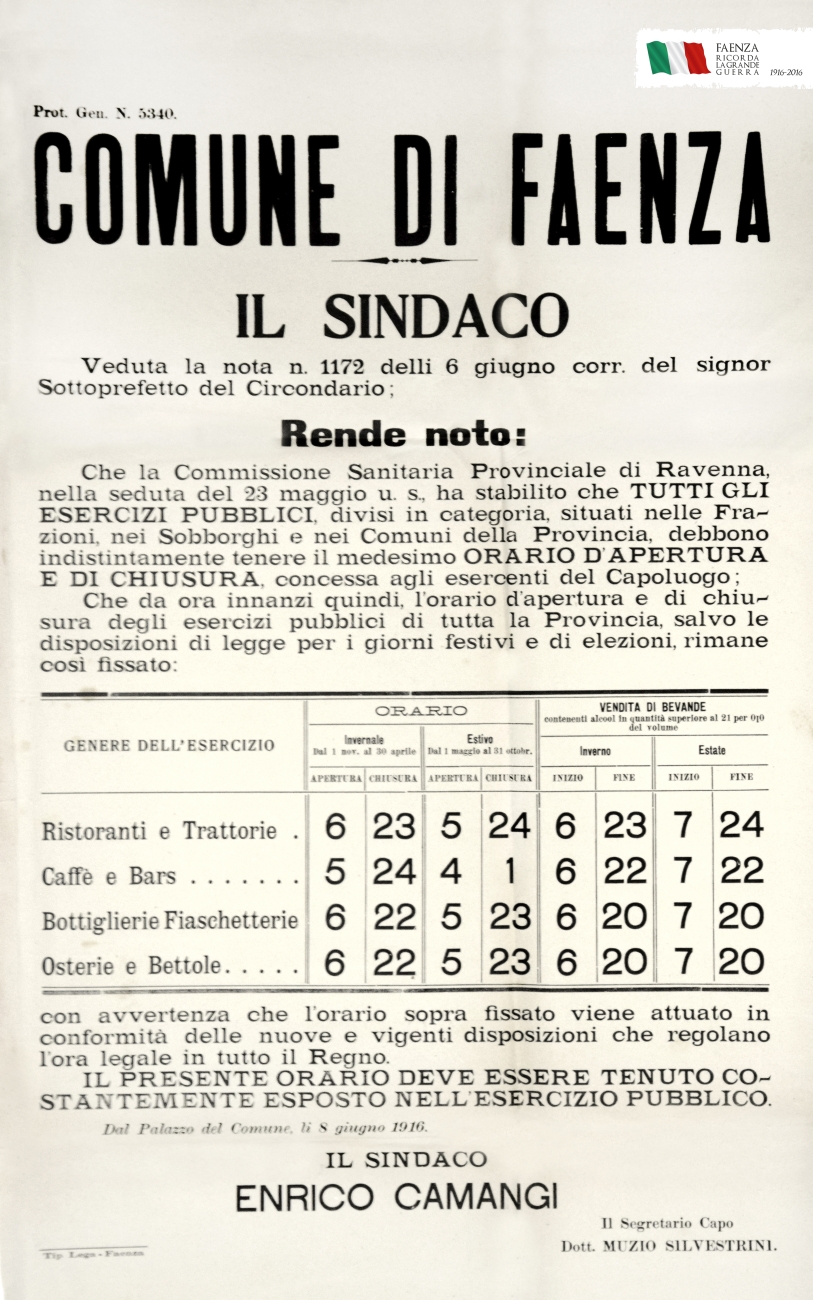 FAENZA
RICORDA
LA GRANDE
GUERRA 1916-2016
Prot. Gen. N. 5340.
COMUNE DI FAENZA
IL SINDACO
Veduta la nota n. 1172 delli 6 giugno corr. del signor
Sottoprefetto del Circondario;
Rende noto:
Che la Commissione Sanitaria Provinciale di Ravenna,
nella seduta del 23 maggio u. s., ha stabilito che TUTTI GLI
ESERCIZI PUBBLICI, divisi in categoria, situati nelle Fra-
zioni, nei Sobborghi e nei Comuni della Provincia, debbono
indistintamente tenere il medesimo ORARIO D'APERTURA
E DI CHIUSURA, concessa agli esercenti del Capoluogo;
Che da ora innanzi quindi, l'orario d'apertura e di chiu-
sura degli esercizi pubblici di tutta la Provincia, salvo le
disposizioni di legge per i giorni festivi e di elezioni, rimane
così fissato:
GENERE DELL'ESERCIZIO
ORARIO
VENDITA DI BEVANDE
contenenti alcool in quantità superiore al 21 per 0|0
del volume
Invernale
Dal 1 nov. al 30 aprile
Estivo
Dal 1 maggio al 31 ottobr.
Inverno
Estate
APERTURA CHIUSURA APERTURA CHIUSURA INIZIO FINE INIZIO FINE
Ristoranti e Trattorie . 6 23 5 24 6 23 7 24
Caffè e Bars . . . . . . . 5 24 4 1 6 22 7 22
Bottiglierie Fiaschetterie 6 22 5 23 6 20 7 20
Osterie e Bettole. . . . . 6 22 5 23 6 20 7 20
con avvertenza che l'orario sopra fissato viene attuato in
conformità delle nuove e vigenti disposizioni che regolano
l'ora legale in tutto il Regno.
IL PRESENTE ORARIO DEVE ESSERE TENUTO CO-
STANTEMENTE ESPOSTO NELL'ESERCIZIO PUBBLICO.
Dal Palazzo del Comune, li 8 giugno 1916.
IL SINDACO
ENRICO CAMANGI
Il Segretario Capo
Dott. MUZIO SILVESTRINI.
Tip. Lega - Faenza